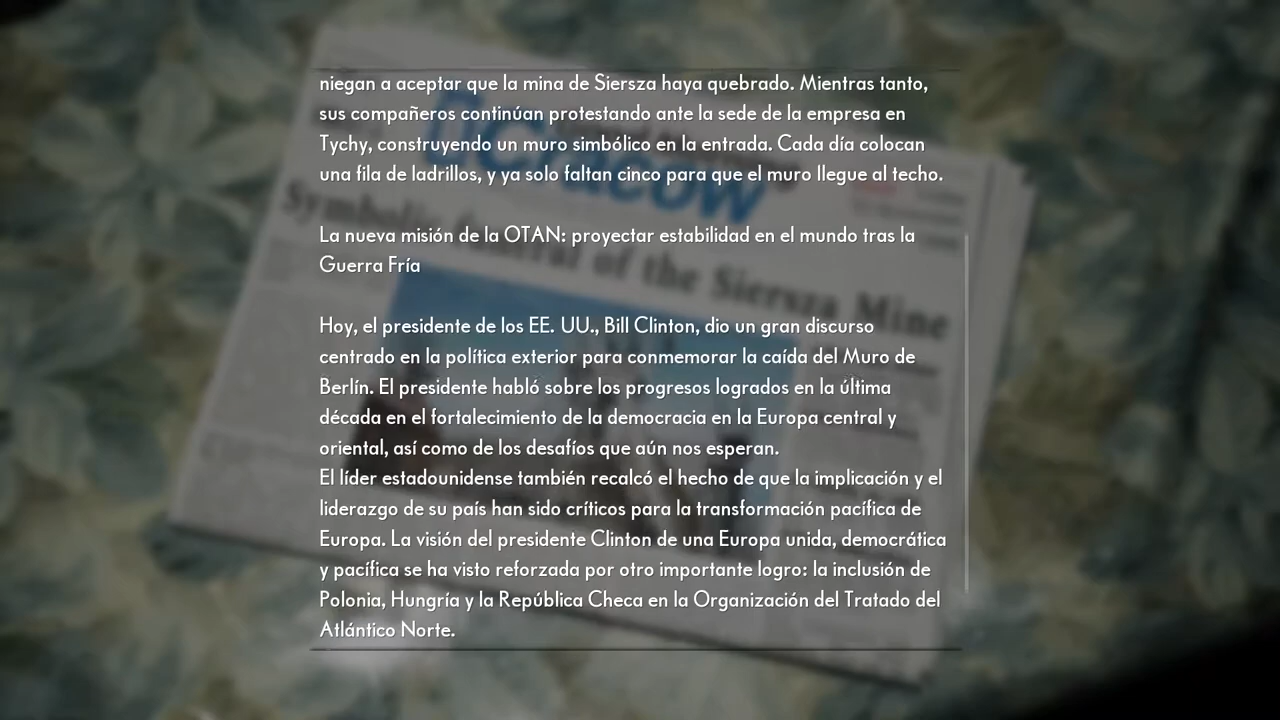 niegan a aceptar que la mina de Siersza haya quebrado. Mientras tanto,
sus compañeros continúan protestando ante la sede de la empresa en
Tychy, construyendo un muro simbólico en la entrada. Cada día colocan
una fila de ladrillos, y ya solo faltan cinco para que el muro llegue al techo.
La nueva misión de la OTAN: proyectar estabilidad en el mundo tras la
Guerra Fría
Hoy, el presidente de los EE. UU., Bill Clinton, dio un gran discurso
centrado en la política exterior para conmemorar la caída del Muro de
Berlín. El presidente habló sobre los progresos logrados en la última
década en el fortalecimiento de la democracia en la Europa central y
oriental, así como de los desafíos que aún nos esperan.
El líder estadounidense también recalcó el hecho de que la implicación y el
liderazgo de su país han sido críticos para la transformación pacífica de
Europa. La visión del presidente Clinton de una Europa unida, democrática
y pacífica se ha visto reforzada por otro importante logro: la inclusión de
Polonia, Hungría y la República Checa en la Organización del Tratado del
Atlántico Norte.
Cracow
Symbolic funeral of the Siersza Mine